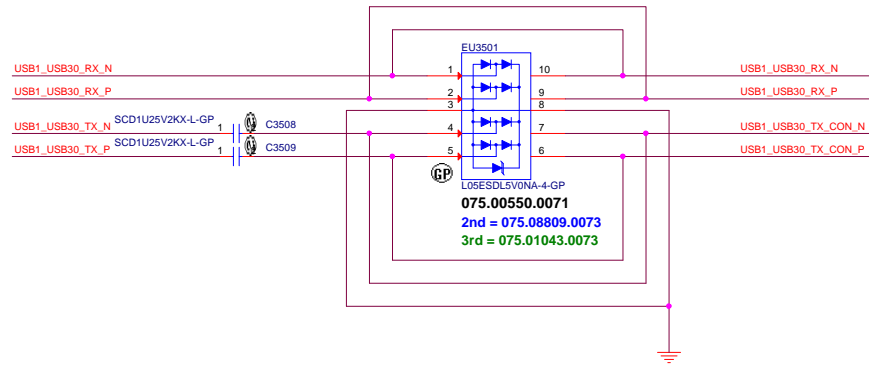 EU3501
USB1_USB30_RX_N 1 10 USB1_USB30_RX_N
USB1_USB30_RX_P 2 9 USB1_USB30_RX_P
3 8
SCD1U25V2KX-L-GP
USB1_USB30_TX_N 1 2 C3508 4 7 USB1_USB30_TX_CON_N
SCD1U25V2KX-L-GP
USB1_USB30_TX_P 1 2 C3509 5 6 USB1_USB30_TX_CON_P
GP
L05ESDL5V0NA-4-GP
075.00550.0071
2nd = 075.08809.0073
3rd = 075.01043.0073